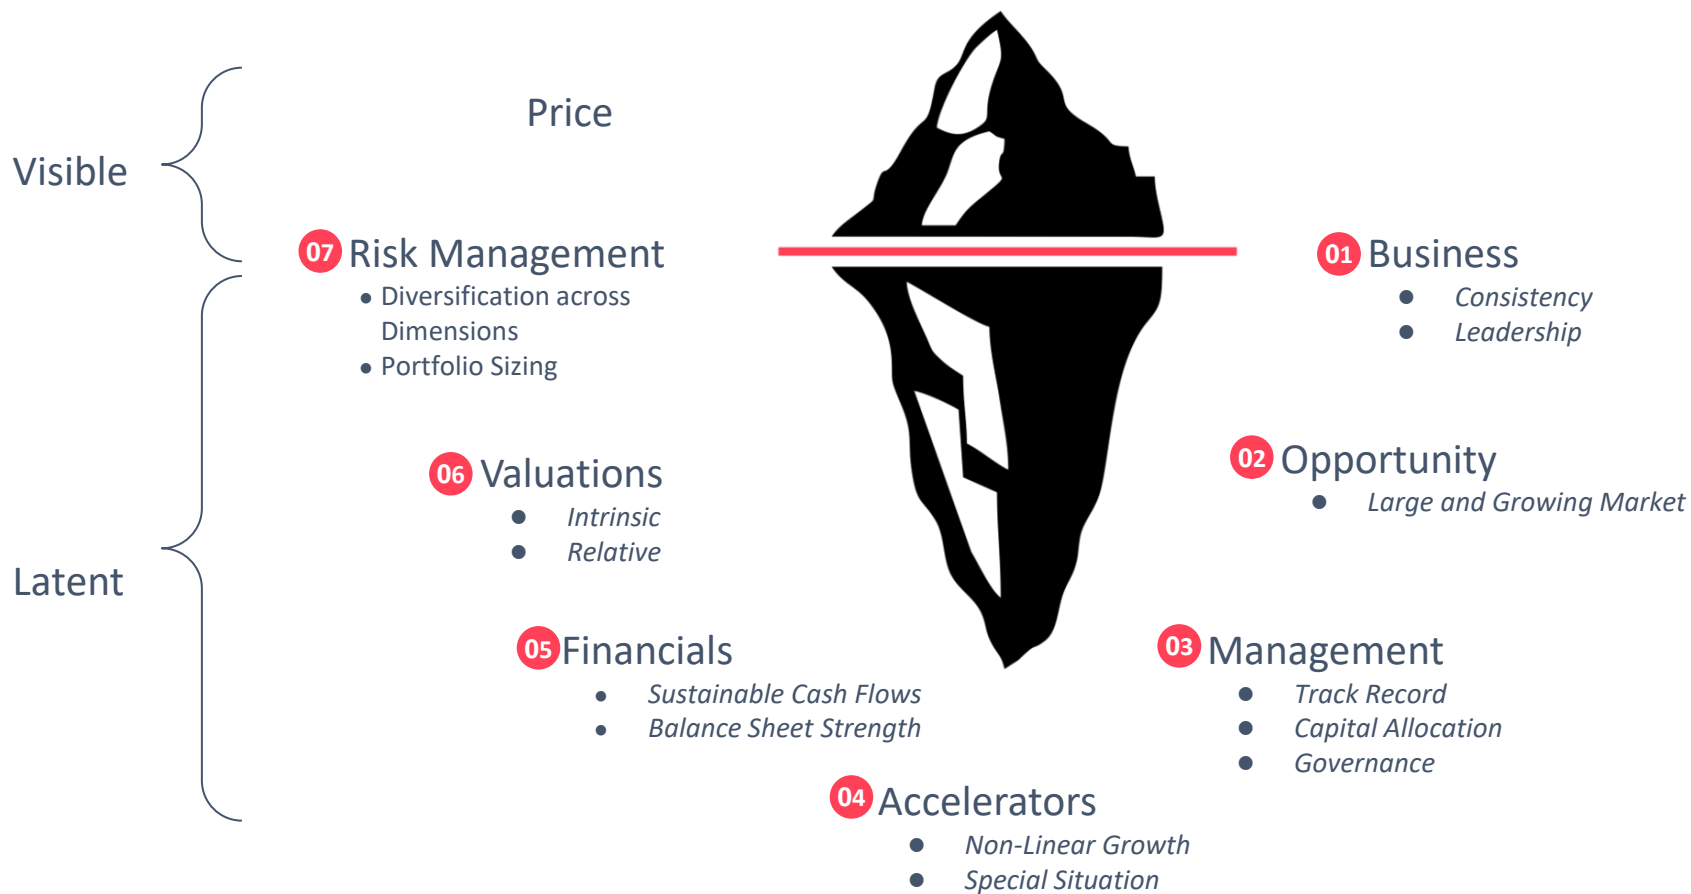 Visible
Price
01 Business
● Consistency
● Leadership
02 Opportunity
● Large and Growing Market
03 Management
● Track Record
● Capital Allocation
● Governance
04 Accelerators
● Non-Linear Growth
● Special Situation
05 Financials
● Sustainable Cash Flows
● Balance Sheet Strength
06 Valuations
● Intrinsic
● Relative
07 Risk Management
● Diversification across
Dimensions
● Portfolio Sizing
Latent